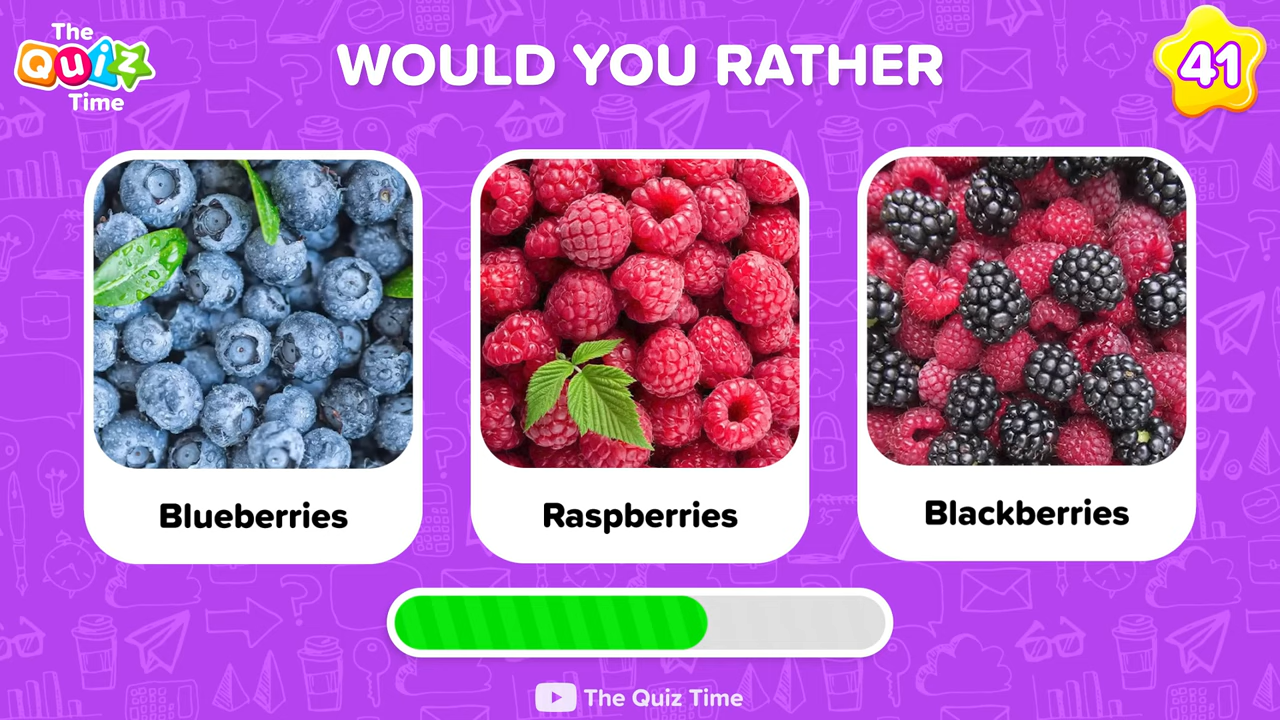 The
Quiz
Time
WOULD YOU RATHER
41
Blueberries
Raspberries
Blackberries
The Quiz Time